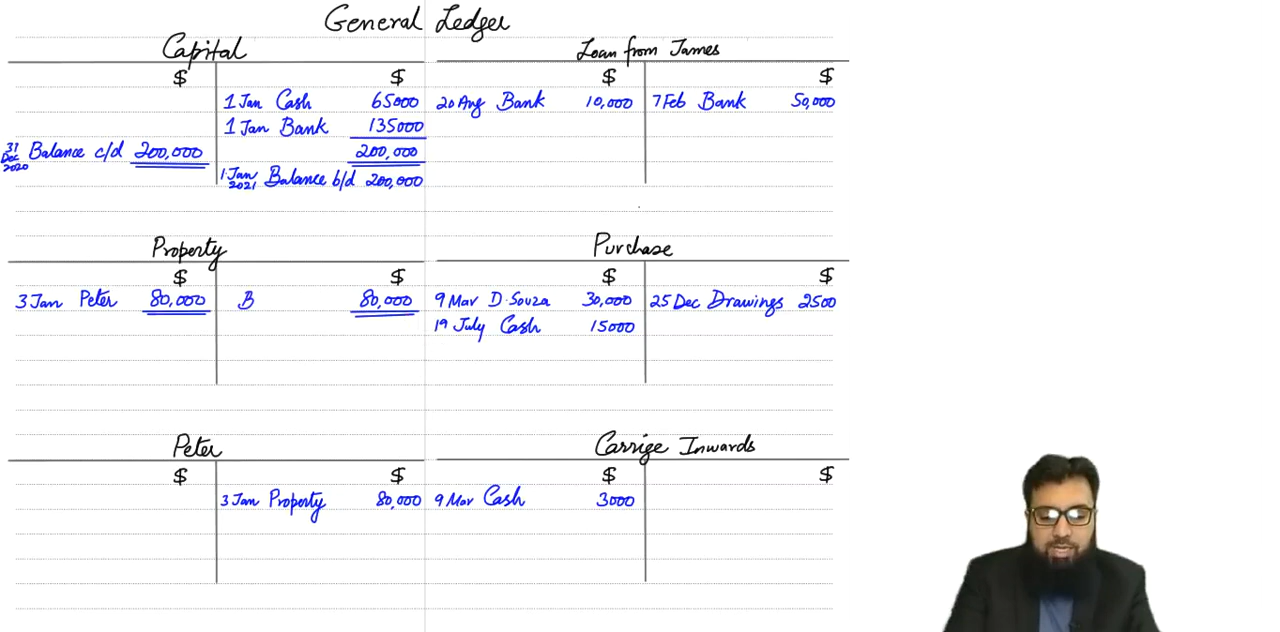 General Ledger
Capital
$ $
1 Jan Cash 65000
1 Jan Bank 135000
31 Dec 2020 Balance c/d 200,000 200,000
1 Jan 2021 Balance b/d 200,000
Loan from James
$ $
20 Aug Bank 10,000 7 Feb Bank 50,000
Property
$ $
3 Jan Peter 80,000 B 80,000
Purchase
$ $
9 Mar D. Souza 30,000 25 Dec Drawings 2500
19 July Cash 15000
Peter
$ $
3 Jan Property 80,000
Carrige Inwards
$ $
9 Mar Cash 3000